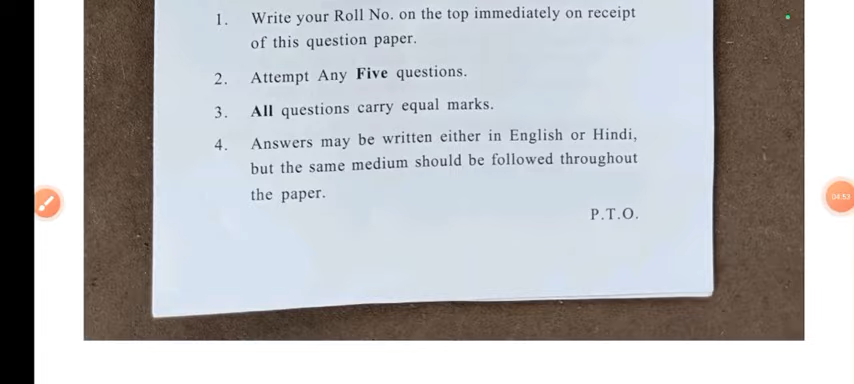 1. Write your Roll No. on the top immediately on receipt
of this question paper.
2. Attempt Any Five questions.
3. All questions carry equal marks.
4. Answers may be written either in English or Hindi,
but the same medium should be followed throughout
the paper.
P.T.O.
04:53